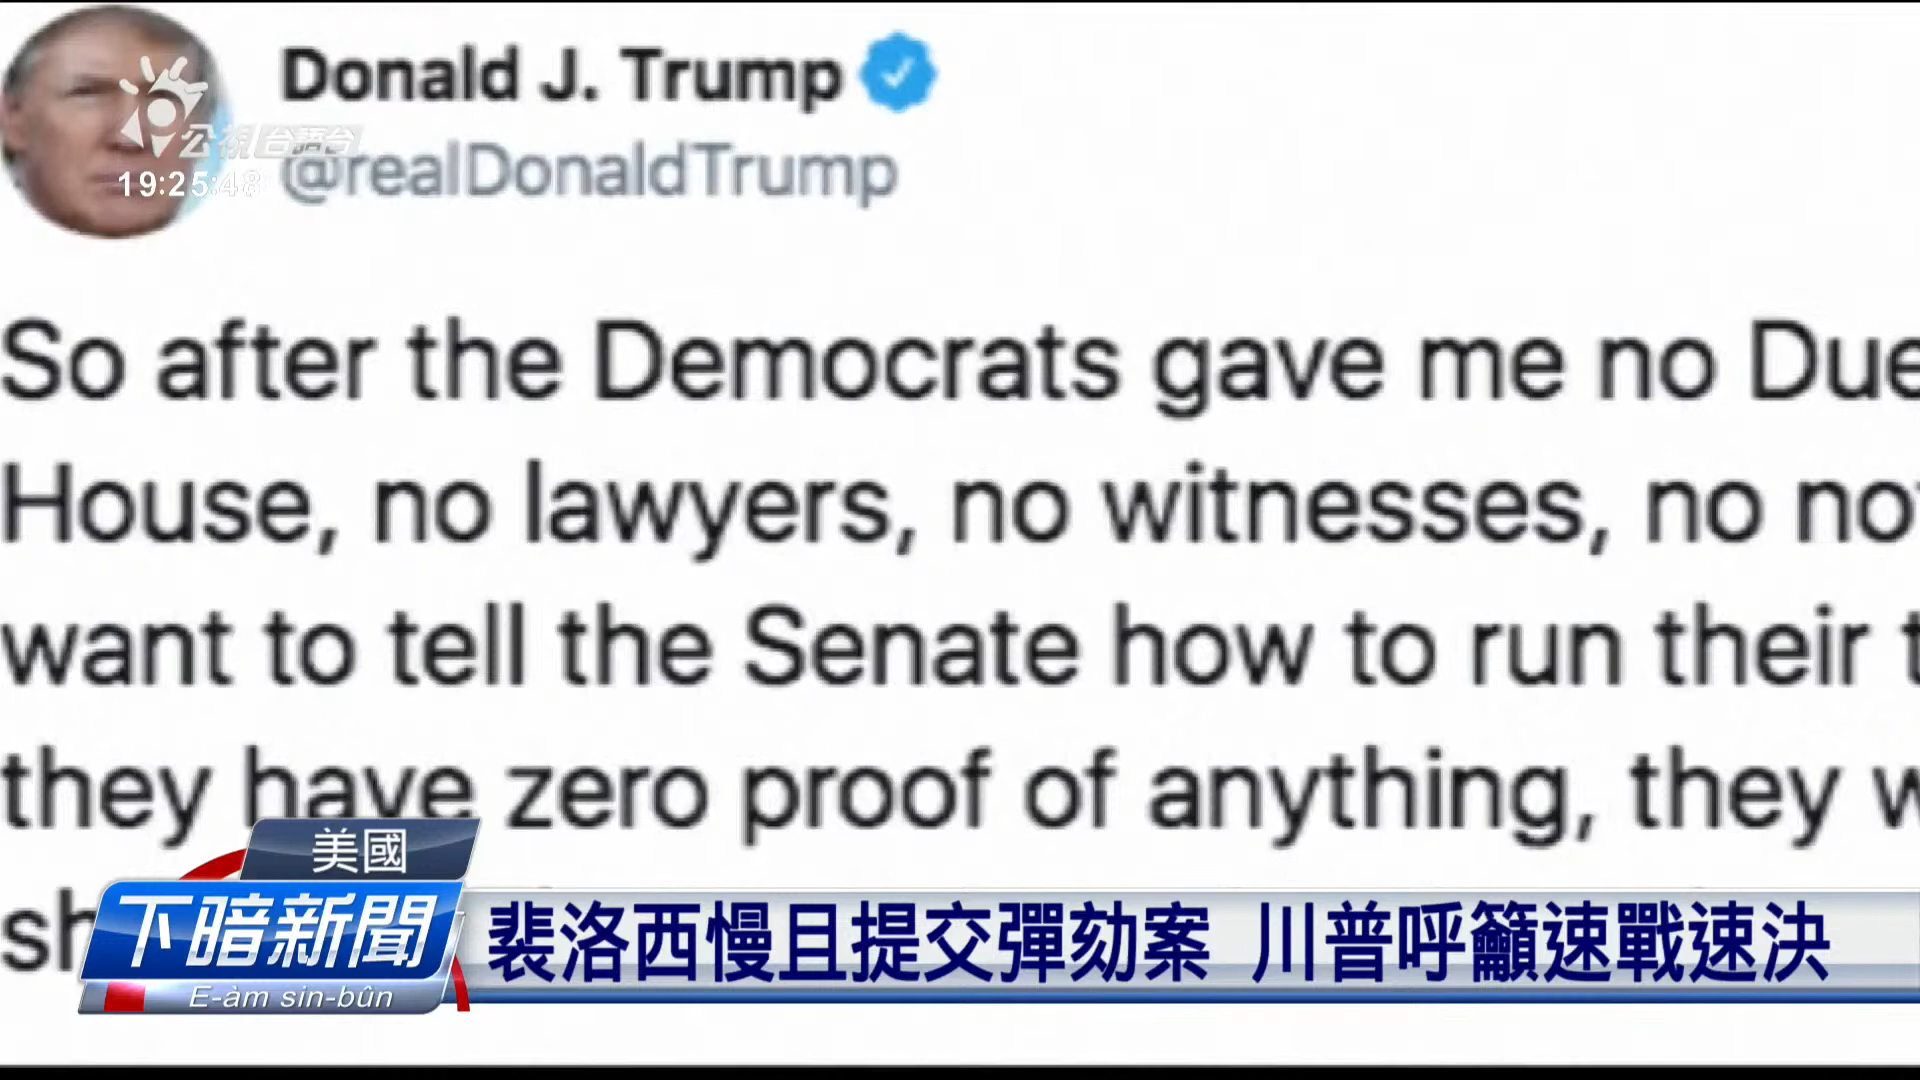 Donald J. Trump
公視 台語台
@realDonaldTrump
19:25:48
So after the Democrats gave me no Due
House, no lawyers, no witnesses, no
want to tell the Senate how to run their
they have zero proof of anything, they
美國
下暗新聞
裴洛西慢且提交彈劾案 川普呼籲速戰速決
E-àm sin-bûn